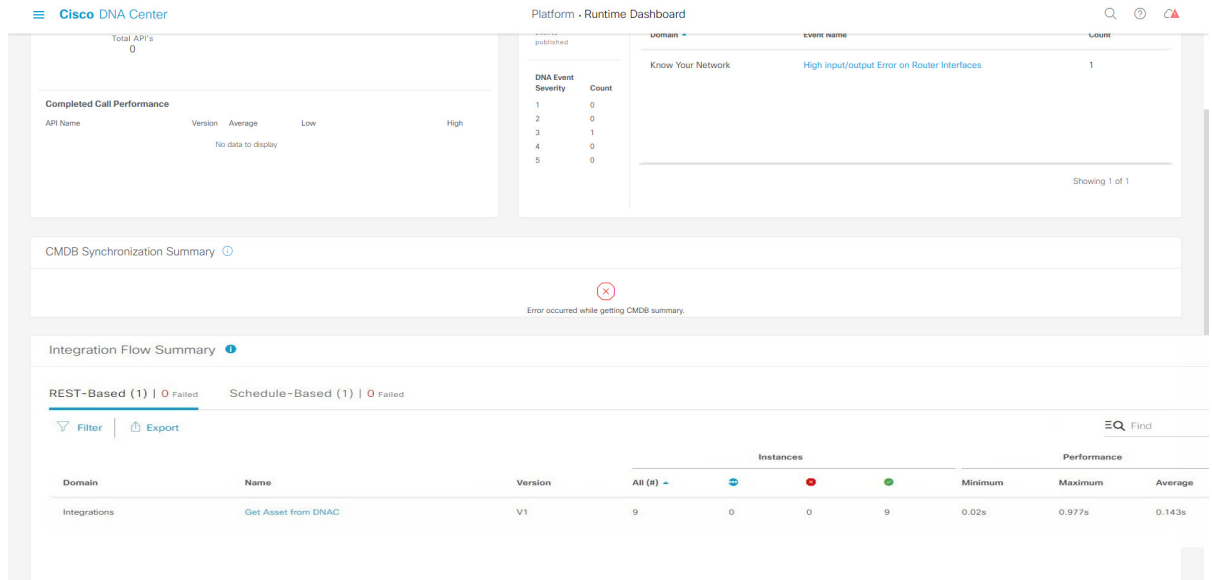 Cisco DNA Center
Platform • Runtime Dashboard
Total API's
0
published
DNA Event
Severity Count
1 0
2 0
3 1
4 0
5 0
Domain Event Name Count
Know Your Network High input/output Error on Router Interfaces 1
Showing 1 of 1
Completed Call Performance
API Name Version Average Low High
No data to display
CMDB Synchronization Summary
Error occurred while getting CMDB summary.
Integration Flow Summary
REST-Based (1) | 0 Failed Schedule-Based (1) | 0 Failed
Filter Export Find
Instances Performance
Domain Name Version All (#) Minimum Maximum Average
Integrations Get Asset from DNAC V1 9 0 0 9 0.02s 0.977s 0.143s